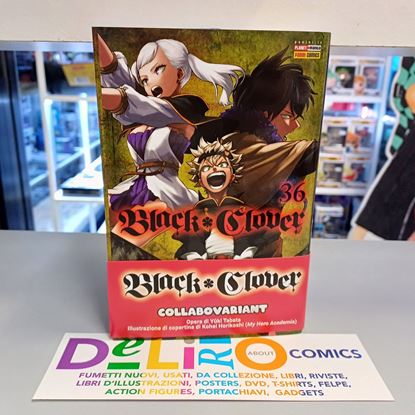 PLANET MANGA
PANINI COMICS
36
Black Clover
Black Clover
COLLABOVARIANT
Opera di Yūki Tabata
Illustrazione di copertina di Kohei Horikoshi (My Hero Academia)
DeLiRiO ABOUT COMICS
FUMETTI NUOVI, USATI, DA COLLEZIONE, LIBRI, RIVISTE,
LIBRI D'ILLUSTRAZIONI, POSTERS, DVD, T-SHIRTS, FELPE,
ACTION FIGURES, PORTACHIAVI, GADGETS